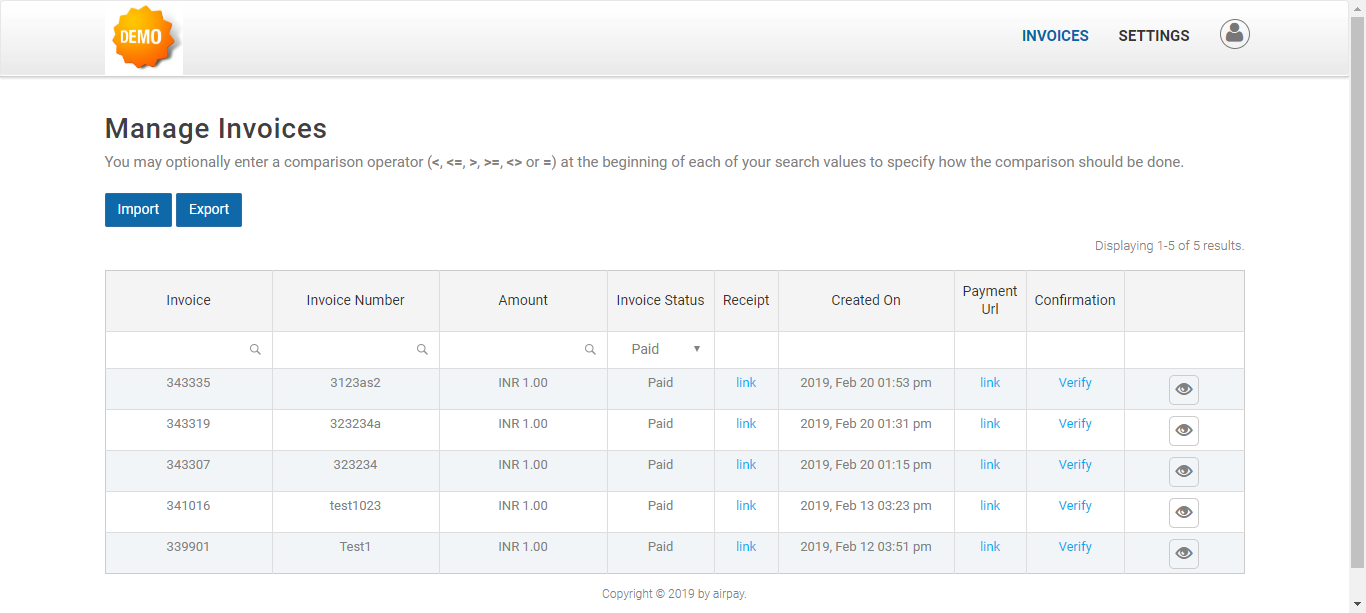 DEMO
INVOICES SETTINGS
Manage Invoices
You may optionally enter a comparison operator (<, <=, >, >=, <> or =) at the beginning of each of your search values to specify how the comparison should be done.
Import Export
Displaying 1-5 of 5 results.
Invoice Invoice Number Amount Invoice Status Receipt Created On Payment Url Confirmation
Paid
343335 3123as2 INR 1.00 Paid link 2019, Feb 20 01:53 pm link Verify
343319 323234a INR 1.00 Paid link 2019, Feb 20 01:31 pm link Verify
343307 323234 INR 1.00 Paid link 2019, Feb 20 01:15 pm link Verify
341016 test1023 INR 1.00 Paid link 2019, Feb 13 03:23 pm link Verify
339901 Test1 INR 1.00 Paid link 2019, Feb 12 03:51 pm link Verify
Copyright © 2019 by airpay.